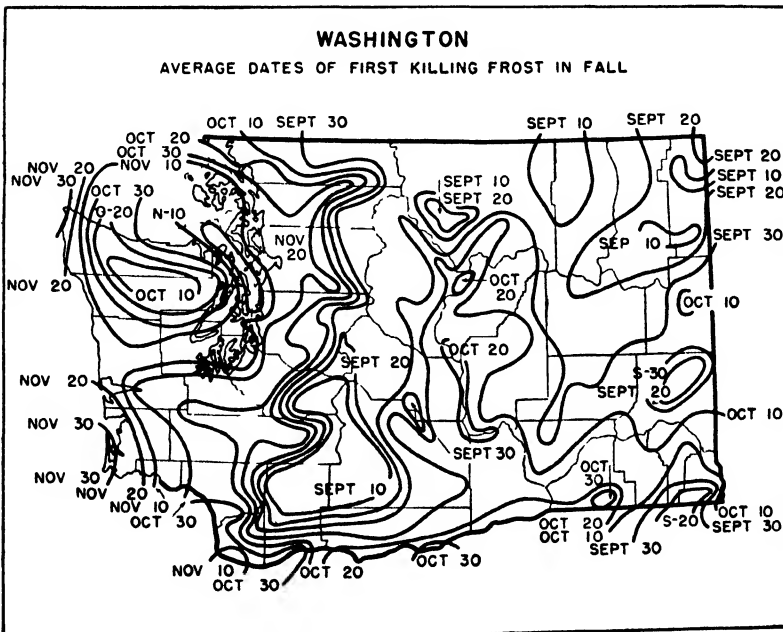 WASHINGTON
AVERAGE DATES OF FIRST KILLING FROST IN FALL
OCT 10 SEPT 30
OCT 20
OCT 30
NOV 10
NOV 20
NOV 30
OCT 30
O-20
N-10
NOV 20
OCT 10
NOV 20
SEPT 10
SEPT 20
SEPT 10
SEPT 20
SEPT 20
SEPT 10
SEPT 20
SEPT 30
SEP 10
OCT 20
OCT 10
SEPT 20
OCT 20
S-30
SEPT 20
OCT 10
NOV 20
NOV 30
SEPT 30
NOV 30
NOV 20
NOV 10
OCT 30
SEPT 10
OCT 30
OCT 20
OCT 10
SEPT 30
S-20
OCT 10
SEPT 30
NOV 10
OCT 30
OCT 20
OCT 30